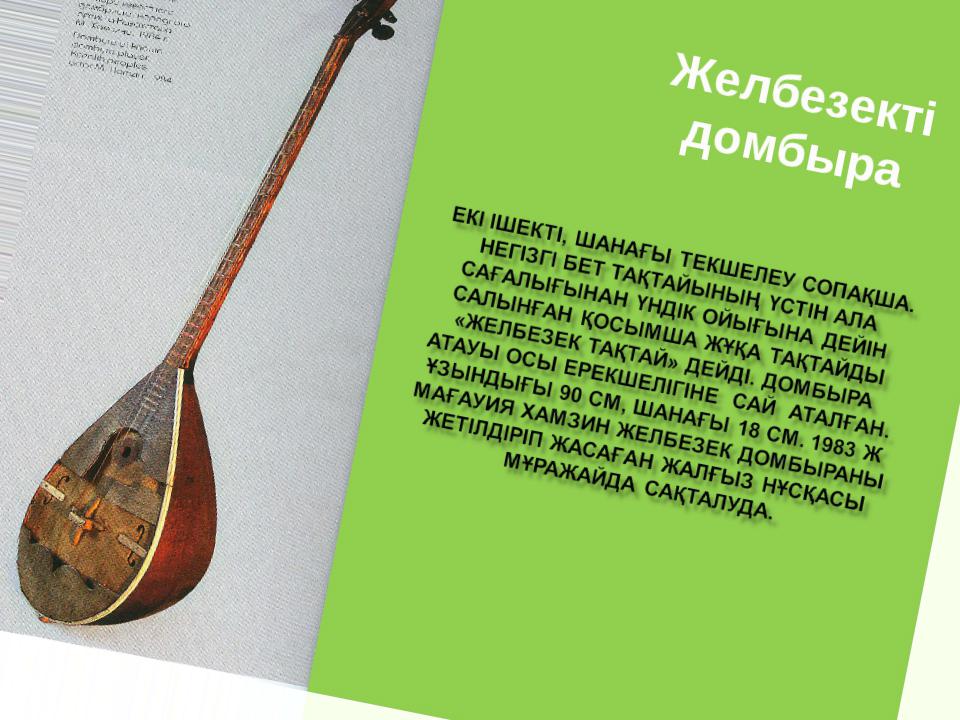 Желбезекті
домбыра
ЕКІ ІШЕКТІ, ШАНАҒЫ ТЕКШЕЛЕУ СОПАҚША.
НЕГІЗГІ БЕТ ТАҚТАЙЫНЫҢ ҮСТІН АЛА
САҒАЛЫҒЫНАН ҮНДІК ОЙЫҒЫНА ДЕЙІН
САЛЫНҒАН ҚОСЫМША ЖҰҚА ТАҚТАЙДЫ
«ЖЕЛБЕЗЕК ТАҚТАЙ» ДЕЙДІ. ДОМБЫРА
АТАУЫ ОСЫ ЕРЕКШЕЛІГІНЕ САЙ АТАЛҒАН.
ҰЗЫНДЫҒЫ 90 СМ, ШАНАҒЫ 18 СМ. 1983 Ж
МАҒАУИЯ ХАМЗИН ЖЕЛБЕЗЕК ДОМБЫРАНЫ
ЖЕТІЛДІРІП ЖАСАҒАН ЖАЛҒЫЗ НҰСҚАСЫ
МҰРАЖАЙДА САҚТАЛУДА.